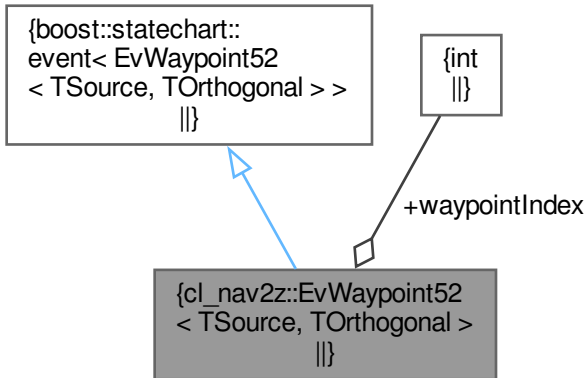 {boost::statechart::
event< EvWaypoint52
< TSource, TOrthogonal > >
||}
{int
||}
+waypointIndex
{cl_nav2z::EvWaypoint52
< TSource, TOrthogonal >
||}